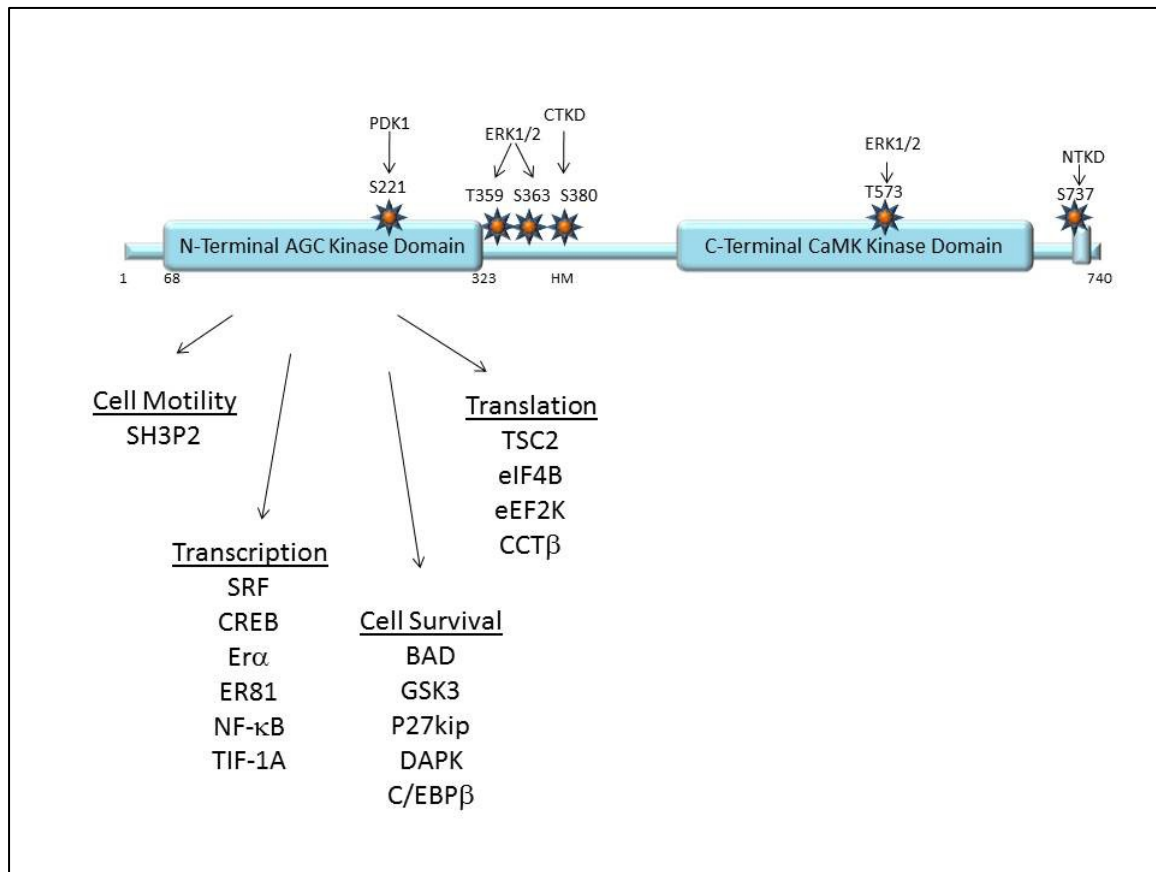 PDK1
ERK1/2
CTKD
ERK1/2
NTKD
S221
T359
S363
S380
T573
S737
N-Terminal AGC Kinase Domain
C-Terminal CaMK Kinase Domain
1
68
323
HM
740
Cell Motility
SH3P2
Transcription
SRF
CREB
Erα
ER81
NF-κB
TIF-1A
Cell Survival
BAD
GSK3
P27kip
DAPK
C/EBPβ
Translation
TSC2
eIF4B
eEF2K
CCTβ